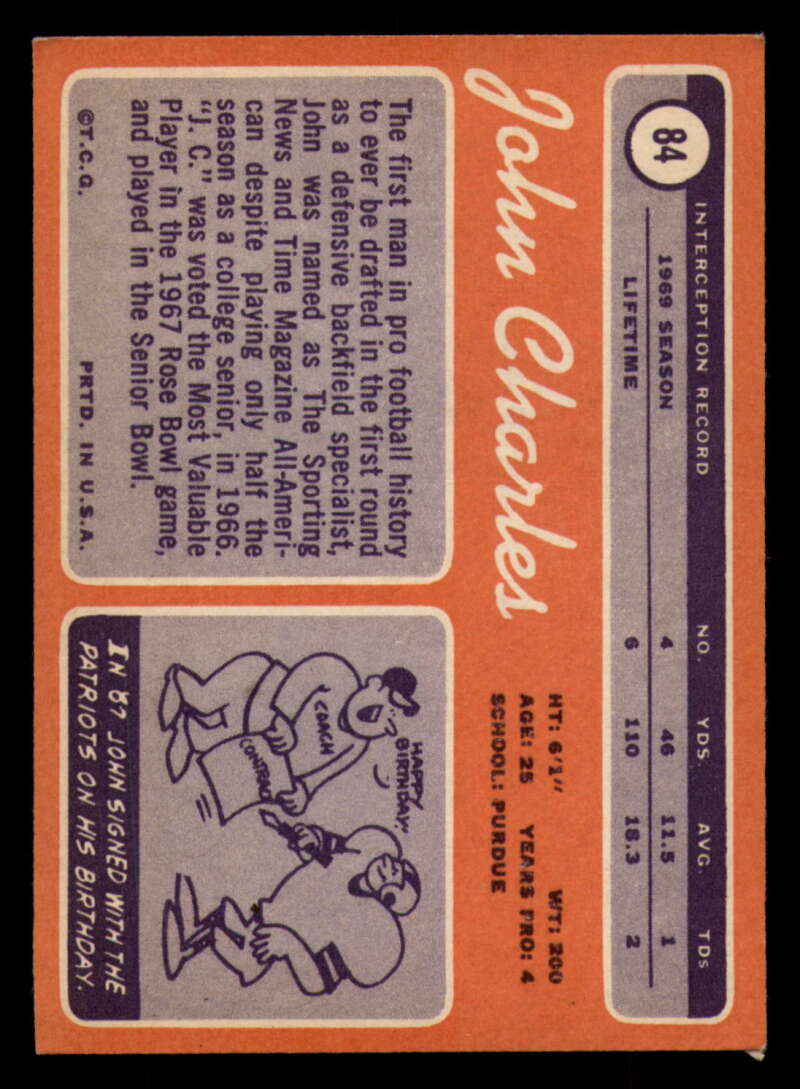 84
INTERCEPTION RECORD NO. YDS. AVG. TDs
1969 SEASON 4 46 11.5 1
LIFETIME 6 110 18.3 2
John Charles
HT: 6'1" WT: 200
AGE: 25 YEARS PRO: 4
SCHOOL: PURDUE
The first man in pro football history
to ever be drafted in the first round
as a defensive backfield specialist,
John was named as The Sporting
News and Time Magazine All-Ameri-
can despite playing only half the
season as a college senior, in 1966.
"J. C." was voted the Most Valuable
Player in the 1967 Rose Bowl game,
and played in the Senior Bowl.
©T.C.G. PRTD. IN U.S.A.
HAPPY
BIRTHDAY!
COACH
CONTRACT
IN '67 JOHN SIGNED WITH THE
PATRIOTS ON HIS BIRTHDAY.